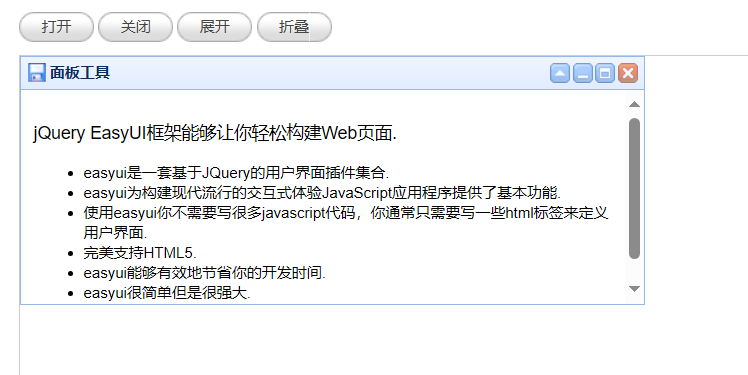 打开 关闭 展开 折叠
面板工具
jQuery EasyUI框架能够让你轻松构建Web页面.
easyui是一套基于JQuery的用户界面插件集合.
easyui为构建现代流行的交互式体验JavaScript应用程序提供了基本功能.
使用easyui你不需要写很多javascript代码，你通常只需要写一些html标签来定义
用户界面.
完美支持HTML5.
easyui能够有效地节省你的开发时间.
easyui很简单但是很强大.